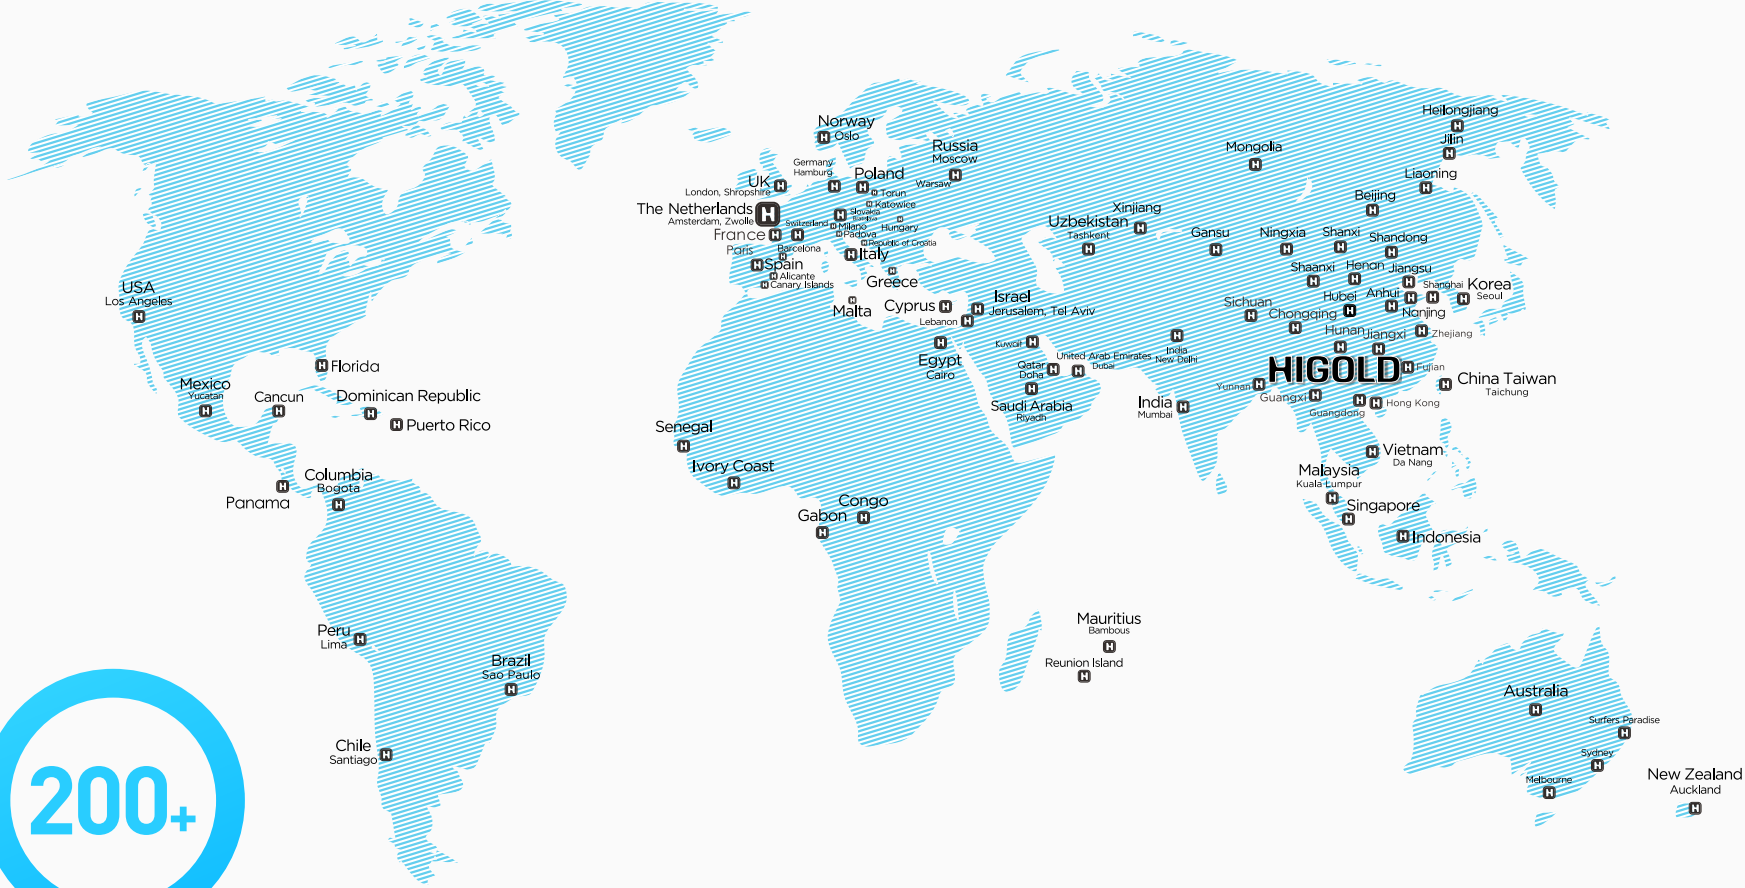 Heilongjiang
Norway
Oslo
Jilin
Russia
Moscow
Mongolia
Germany
Hamburg
Poland
Liaoning
UK
London, Shropshire
Warsaw
Torun
Beijing
Katowice
The Netherlands
Amsterdam, Zwolle
Slovakia
Xinjiang
Uzbekistan
Tashkent
Switzerland
Milano
Hungary
France
Padova
Gansu
Ningxia
Shanxi
Shandong
Paris
Barcelona
Republic of Croatia
Italy
Spain
Alicante
Canary Islands
Greece
Shaanxi
Henan
Jiangsu
USA
Los Angeles
Malta
Cyprus
Israel
Jerusalem, Tel Aviv
Lebanon
Sichuan
Hubei
Anhui
Shanghai
Korea
Seoul
Chongqing
Nanjing
Hunan
Jiangxi
Zhejiang
Egypt
Cairo
Kuwait
Qatar
Doha
United Arab Emirates
Dubai
India
New Delhi
Florida
HIGOLD
Fujian
Mexico
Yucatan
Cancun
Dominican Republic
Puerto Rico
Saudi Arabia
Riyadh
India
Mumbai
Yunnan
Guangxi
Guangdong
Hong Kong
China Taiwan
Taichung
Senegal
Ivory Coast
Vietnam
Da Nang
Malaysia
Kuala Lumpur
Columbia
Bogota
Panama
Congo
Gabon
Singapore
Indonesia
Peru
Lima
Mauritius
Bambous
Reunion Island
Brazil
Sao Paulo
Australia
Surfers Paradise
Chile
Santiago
Sydney
Melbourne
New Zealand
Auckland
200+